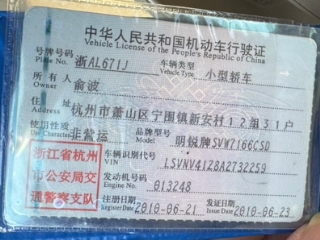 中华人民共和国机动车行驶证
Vehicle License of the People's Republic of China
号牌号码 浙AL671J 车辆类型 小型轿车
Plate No. Vehicle Type
所有人 俞波
Owner
住址 杭州市萧山区宁围镇新安村12组31户
Address
使用性质 非营运 品牌型号 明锐牌SVW7166CSD
浙江省杭州市公安局交通警察支队
车辆识别代号 LSVNV41Z8A2732259
VIN
发动机号码 013248
Engine No.
注册日期 2010-06-21 发证日期 2010-06-23
Register Date Issue Date